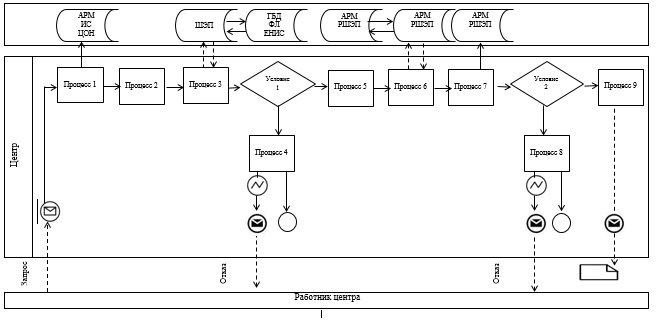 АРМ
ИС
ЦОН
ШЭП
ГБД
ФЛ
ЕНИС
АРМ
РШЭП
АРМ
РШЭП
АРМ
РШЭП
Центр
Процесс 1
Процесс 2
Процесс 3
Условие
1
Процесс 5
Процесс 6
Процесс 7
Условие
2
Процесс 9
Процесс 4
Процесс 8
Запрос
Отказ
Отказ
Работник центра